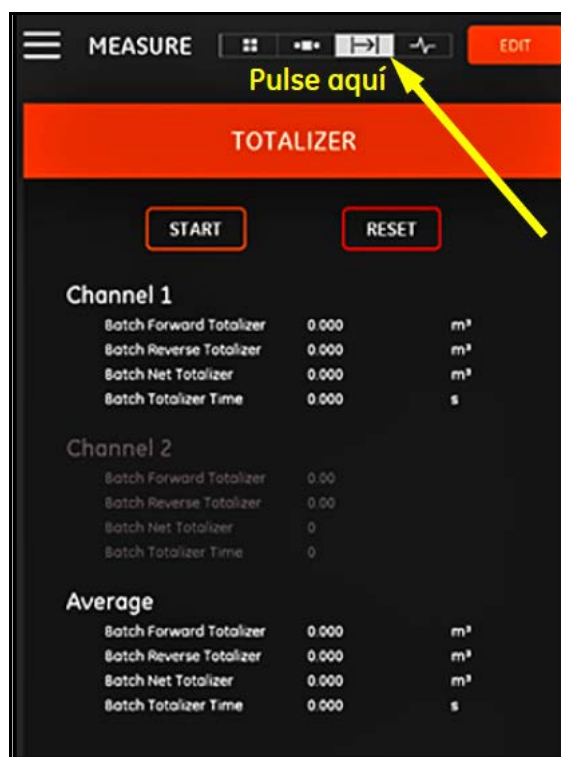 MEASURE EDIT
Pulse aquí
TOTALIZER
START RESET
Channel 1
Batch Forward Totalizer 0.000 m³
Batch Reverse Totalizer 0.000 m³
Batch Net Totalizer 0.000 m³
Batch Totalizer Time 0.000 s
Channel 2
Batch Forward Totalizer 0.00
Batch Reverse Totalizer 0.00
Batch Net Totalizer 0
Batch Totalizer Time 0
Average
Batch Forward Totalizer 0.000 m³
Batch Reverse Totalizer 0.000 m³
Batch Net Totalizer 0.000 m³
Batch Totalizer Time 0.000 s